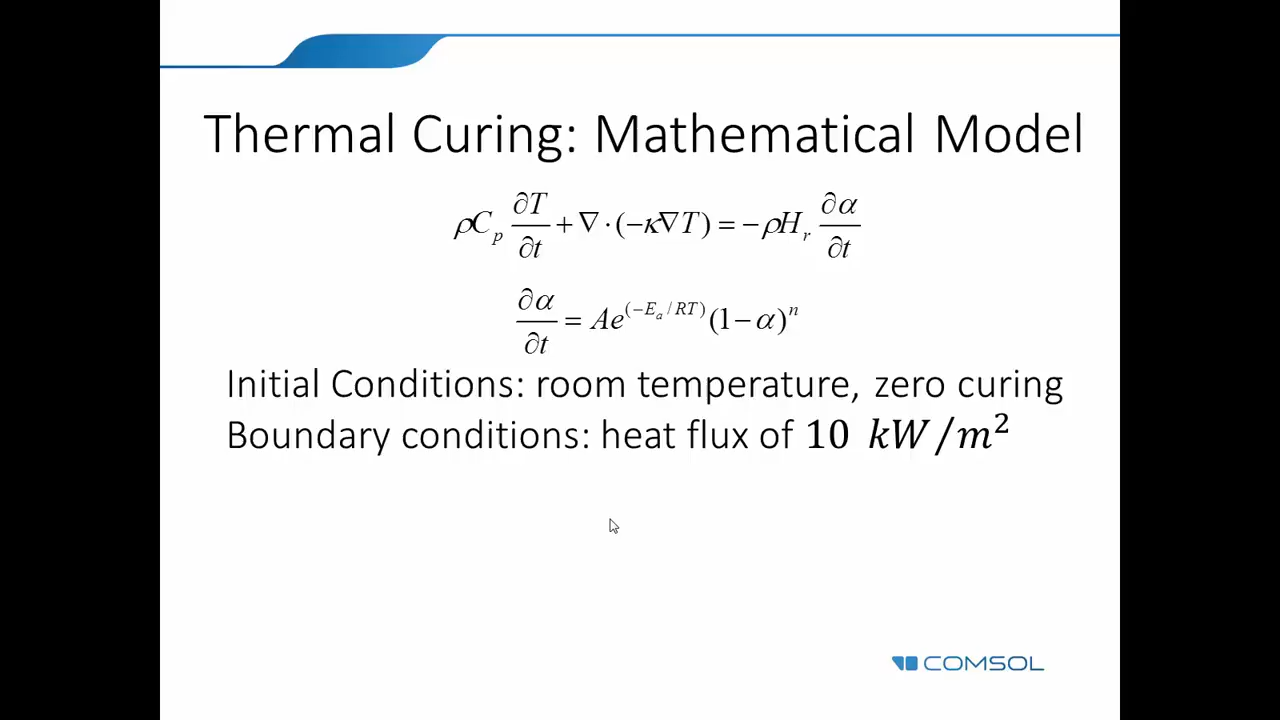 Thermal Curing: Mathematical Model
ρC_p ∂T/∂t + ∇·(−κ∇T) = −ρH_r ∂α/∂t
∂α/∂t = Ae^(−E_a/RT) (1−α)^n
Initial Conditions: room temperature, zero curing
Boundary conditions: heat flux of 10 kW/m²
COMSOL